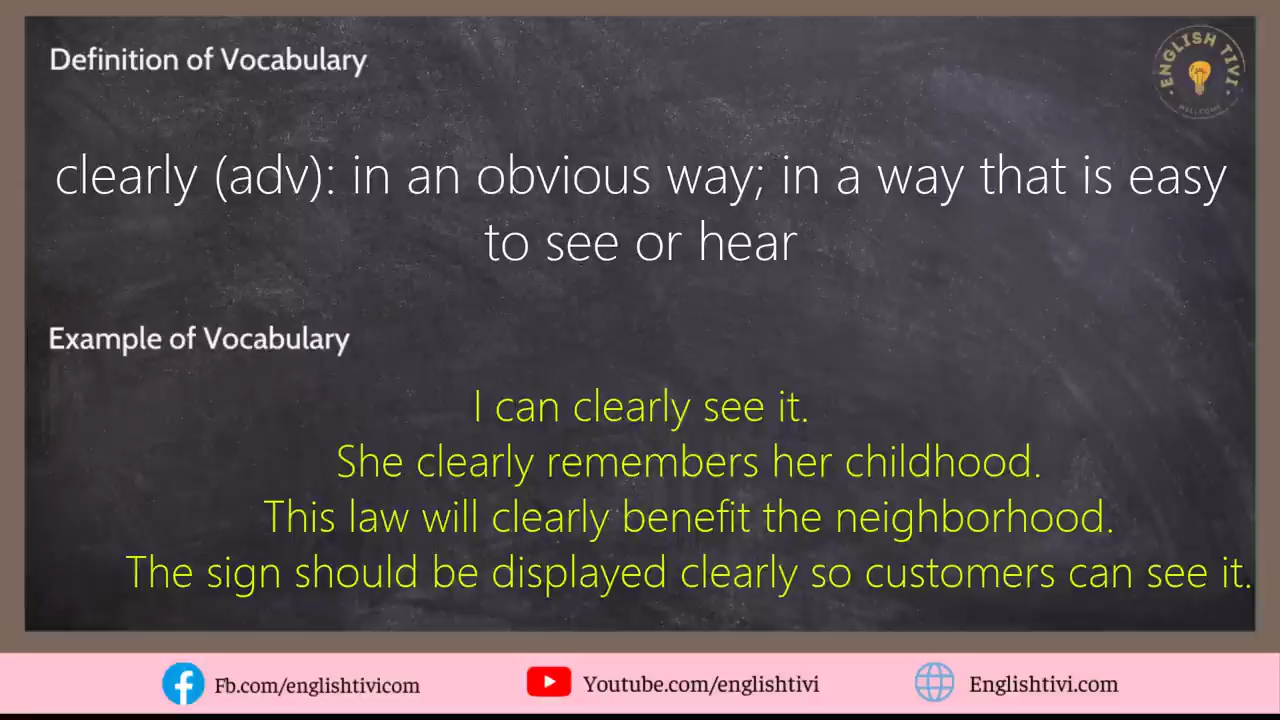 Definition of Vocabulary
ENGLISH TIVI
WELLCOME
clearly (adv): in an obvious way; in a way that is easy
to see or hear
Example of Vocabulary
I can clearly see it.
She clearly remembers her childhood.
This law will clearly benefit the neighborhood.
The sign should be displayed clearly so customers can see it.
Fb.com/englishtivicom
Youtube.com/englishtivi
Englishtivi.com